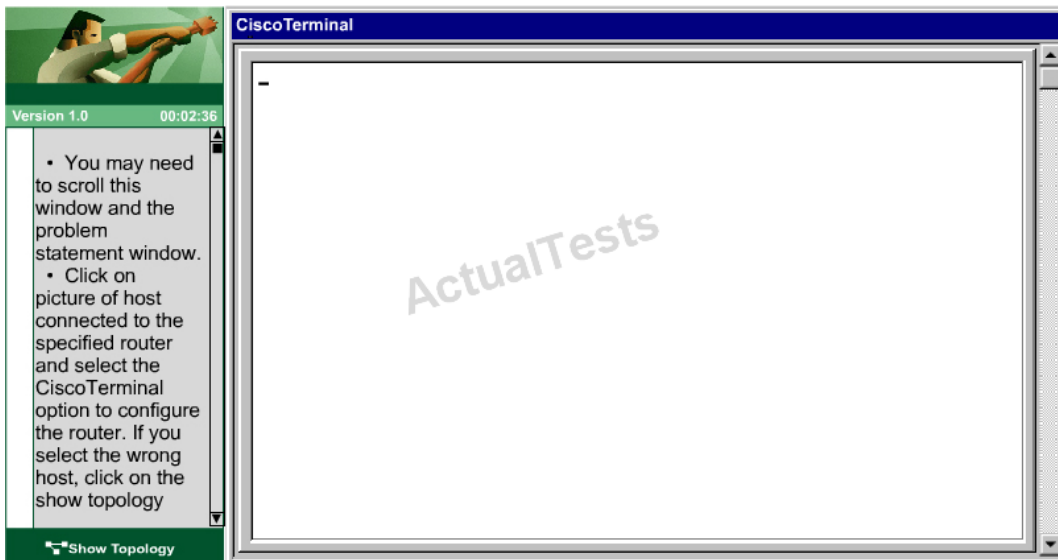 CiscoTerminal
Version 1.0 00:02:36
• You may need
to scroll this
window and the
problem
statement window.
• Click on
picture of host
connected to the
specified router
and select the
CiscoTerminal
option to configure
the router. If you
select the wrong
host, click on the
show topology
Show Topology
ActualTests